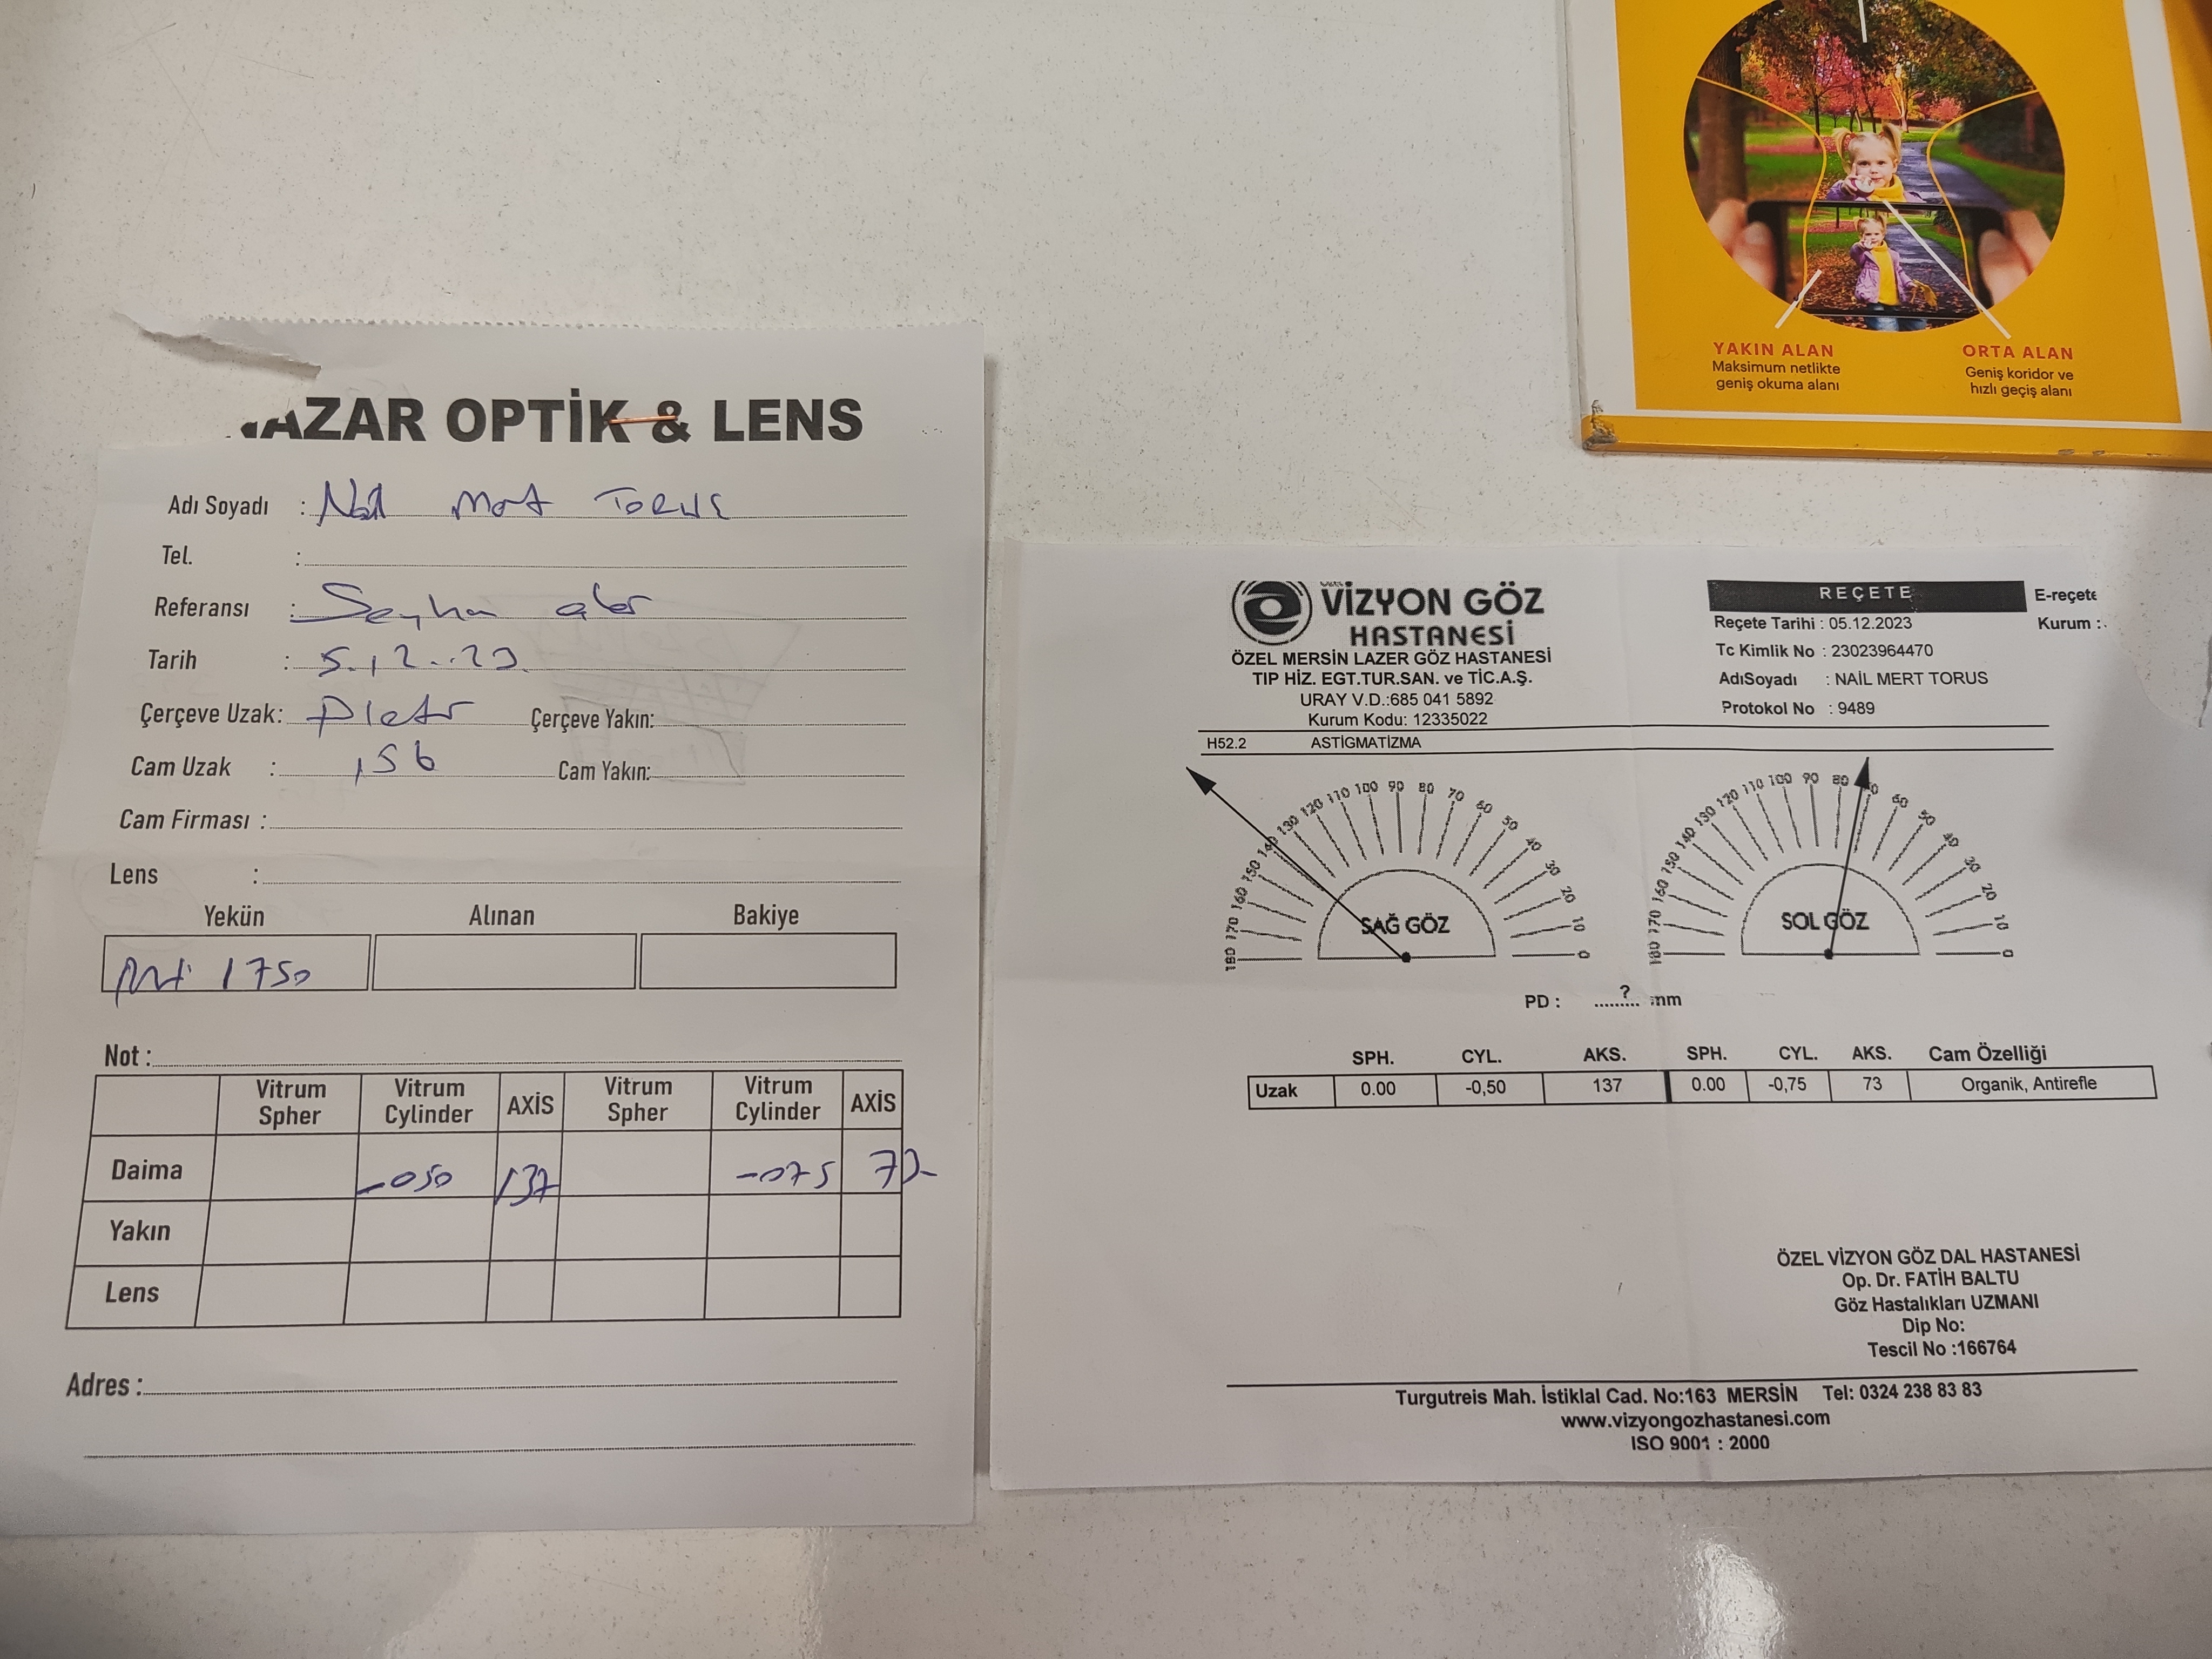 NAZAR OPTİK & LENS
Adı Soyadı : Nail Mert TORUS
Tel. :
Referansı : Seyhan
Tarih : 5.12.23.
Çerçeve Uzak: Çerçeve Yakın:
Cam Uzak : 156 Cam Yakın:
Cam Firması :
Lens :
Yekün Alınan Bakiye
1750
Not :
Vitrum Spher Vitrum Cylinder AXİS Vitrum Spher Vitrum Cylinder AXİS
Daima -050 137 -075 73
Yakın
Lens
Adres :
VİZYON GÖZ
HASTANESİ
ÖZEL MERSİN LAZER GÖZ HASTANESİ
TIP HİZ. EGT.TUR.SAN. ve TİC.A.Ş.
URAY V.D.:685 041 5892
Kurum Kodu: 12335022
REÇETE
Reçete Tarihi : 05.12.2023
Tc Kimlik No : 23023964470
AdıSoyadı : NAİL MERT TORUS
Protokol No : 9489
E-reçete
Kurum :
H52.2 ASTİGMATİZMA
180 170 160 150 140 130 120 110 100 90 80 70 60 50 40 30 20 10 0
SAĞ GÖZ
180 170 160 150 140 130 120 110 100 90 80 70 60 50 40 30 20 10 0
SOL GÖZ
PD : ....?.... mm
SPH. CYL. AKS. SPH. CYL. AKS. Cam Özelliği
Uzak 0.00 -0,50 137 0.00 -0,75 73 Organik, Antirefle
ÖZEL VİZYON GÖZ DAL HASTANESİ
Op. Dr. FATİH BALTU
Göz Hastalıkları UZMANI
Dip No:
Tescil No :166764
Turgutreis Mah. İstiklal Cad. No:163 MERSİN Tel: 0324 238 83 83
www.vizyongozhastanesi.com
ISO 9001 : 2000
YAKIN ALAN
Maksimum netlikte
geniş okuma alanı
ORTA ALAN
Geniş koridor ve
hızlı geçiş alanı